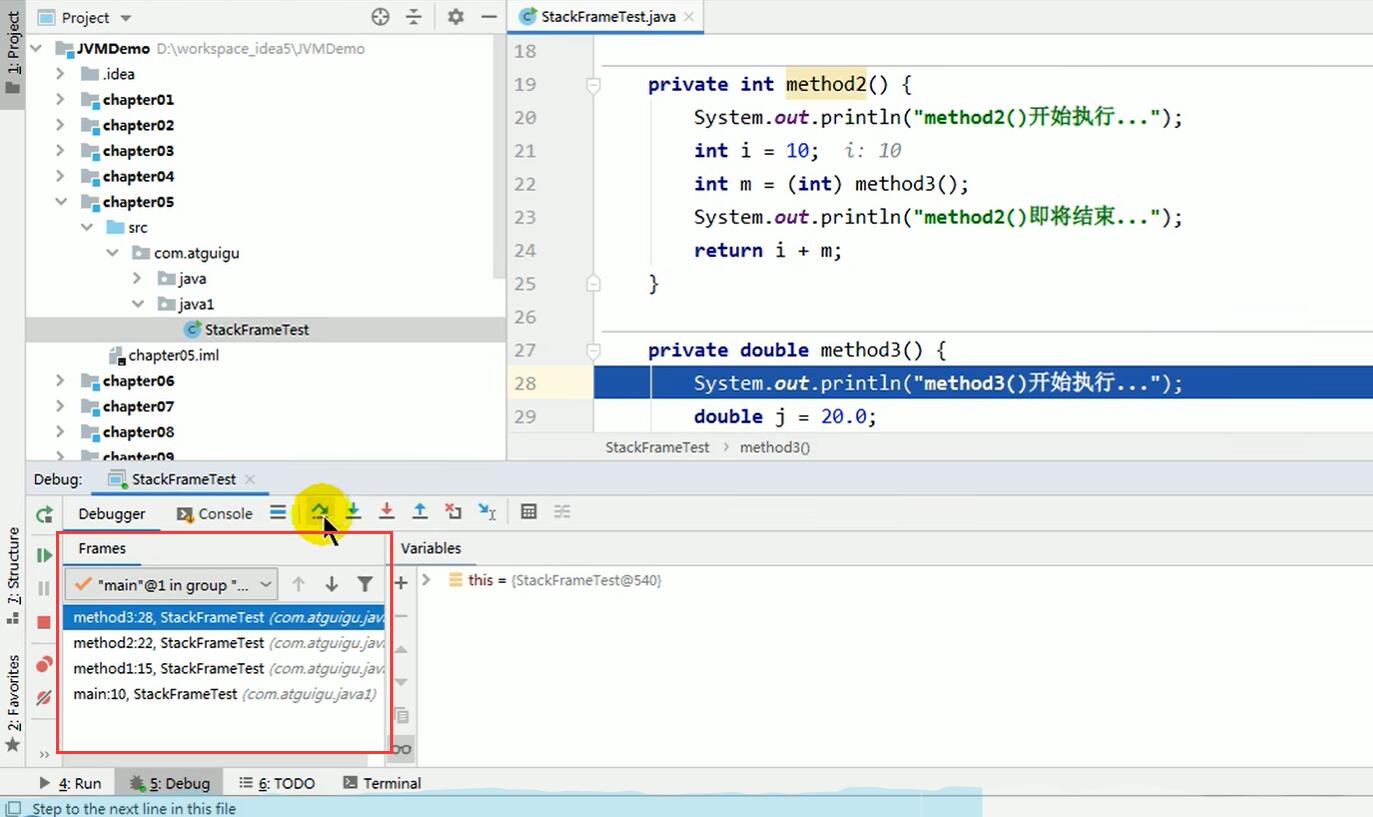 1: Project
Project
StackFrameTest.java
JVMDemo D:\workspace_idea5\JVMDemo
.idea
chapter01
chapter02
chapter03
chapter04
chapter05
src
com.atguigu
java
java1
StackFrameTest
chapter05.iml
chapter06
chapter07
chapter08
chapter09
18
19 private int method2() {
20 System.out.println("method2()开始执行...");
21 int i = 10; i: 10
22 int m = (int) method3();
23 System.out.println("method2()即将结束...");
24 return i + m;
25 }
26
27 private double method3() {
28 System.out.println("method3()开始执行...");
29 double j = 20.0;
StackFrameTest › method3()
Debug: StackFrameTest
Debugger Console
Frames
Variables
"main"@1 in group "...
this = {StackFrameTest@540}
method3:28, StackFrameTest (com.atguigu.jav
method2:22, StackFrameTest (com.atguigu.jav
method1:15, StackFrameTest (com.atguigu.jav
main:10, StackFrameTest (com.atguigu.java1)
7: Structure
2: Favorites
4: Run 5: Debug 6: TODO Terminal
Step to the next line in this file